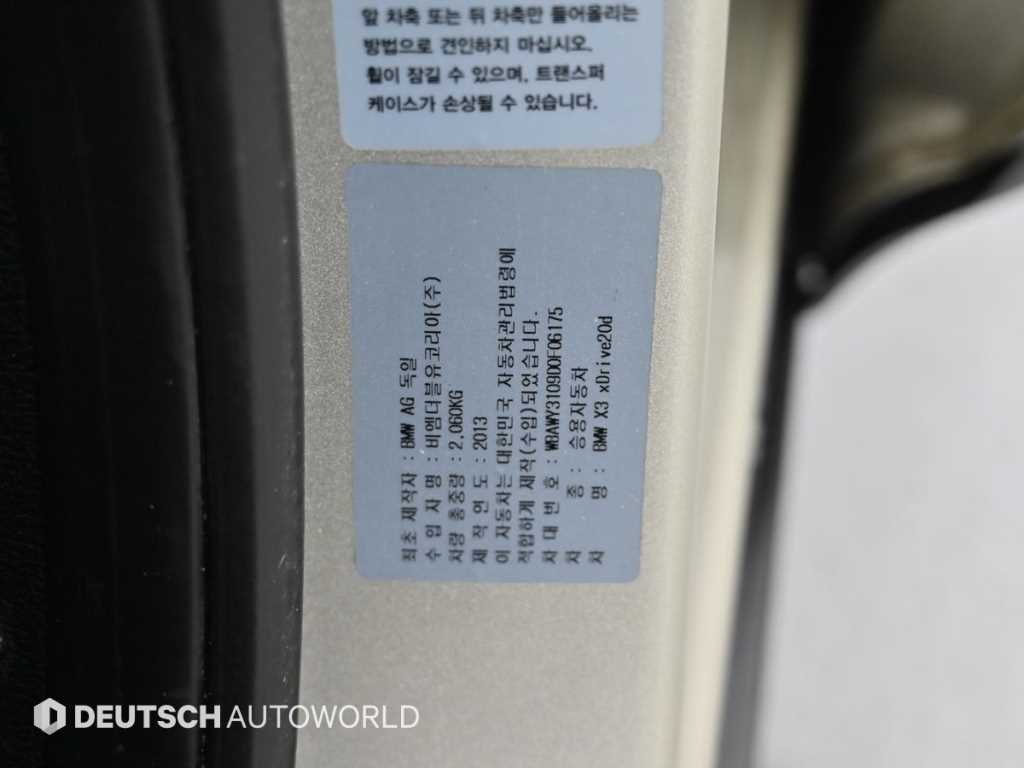 앞 차축 또는 뒤 차축만 들어올리는
방법으로 견인하지 마십시오.
휠이 잠길 수 있으며, 트랜스퍼
케이스가 손상될 수 있습니다.
최초 제작자 : BMW AG 독일
수 입 자 명 : 비엠더블유코리아(주)
차량 총중량 : 2,060KG
제 작 연 도 : 2013
이 자동차는 대한민국 자동차관리법령에
적합하게 제작(수입)되었습니다.
차 대 번 호 : WBAWY3109D0F06175
차 종 : 승용자동차
차 명 : BMW X3 xDrive20d
DEUTSCH AUTOWORLD